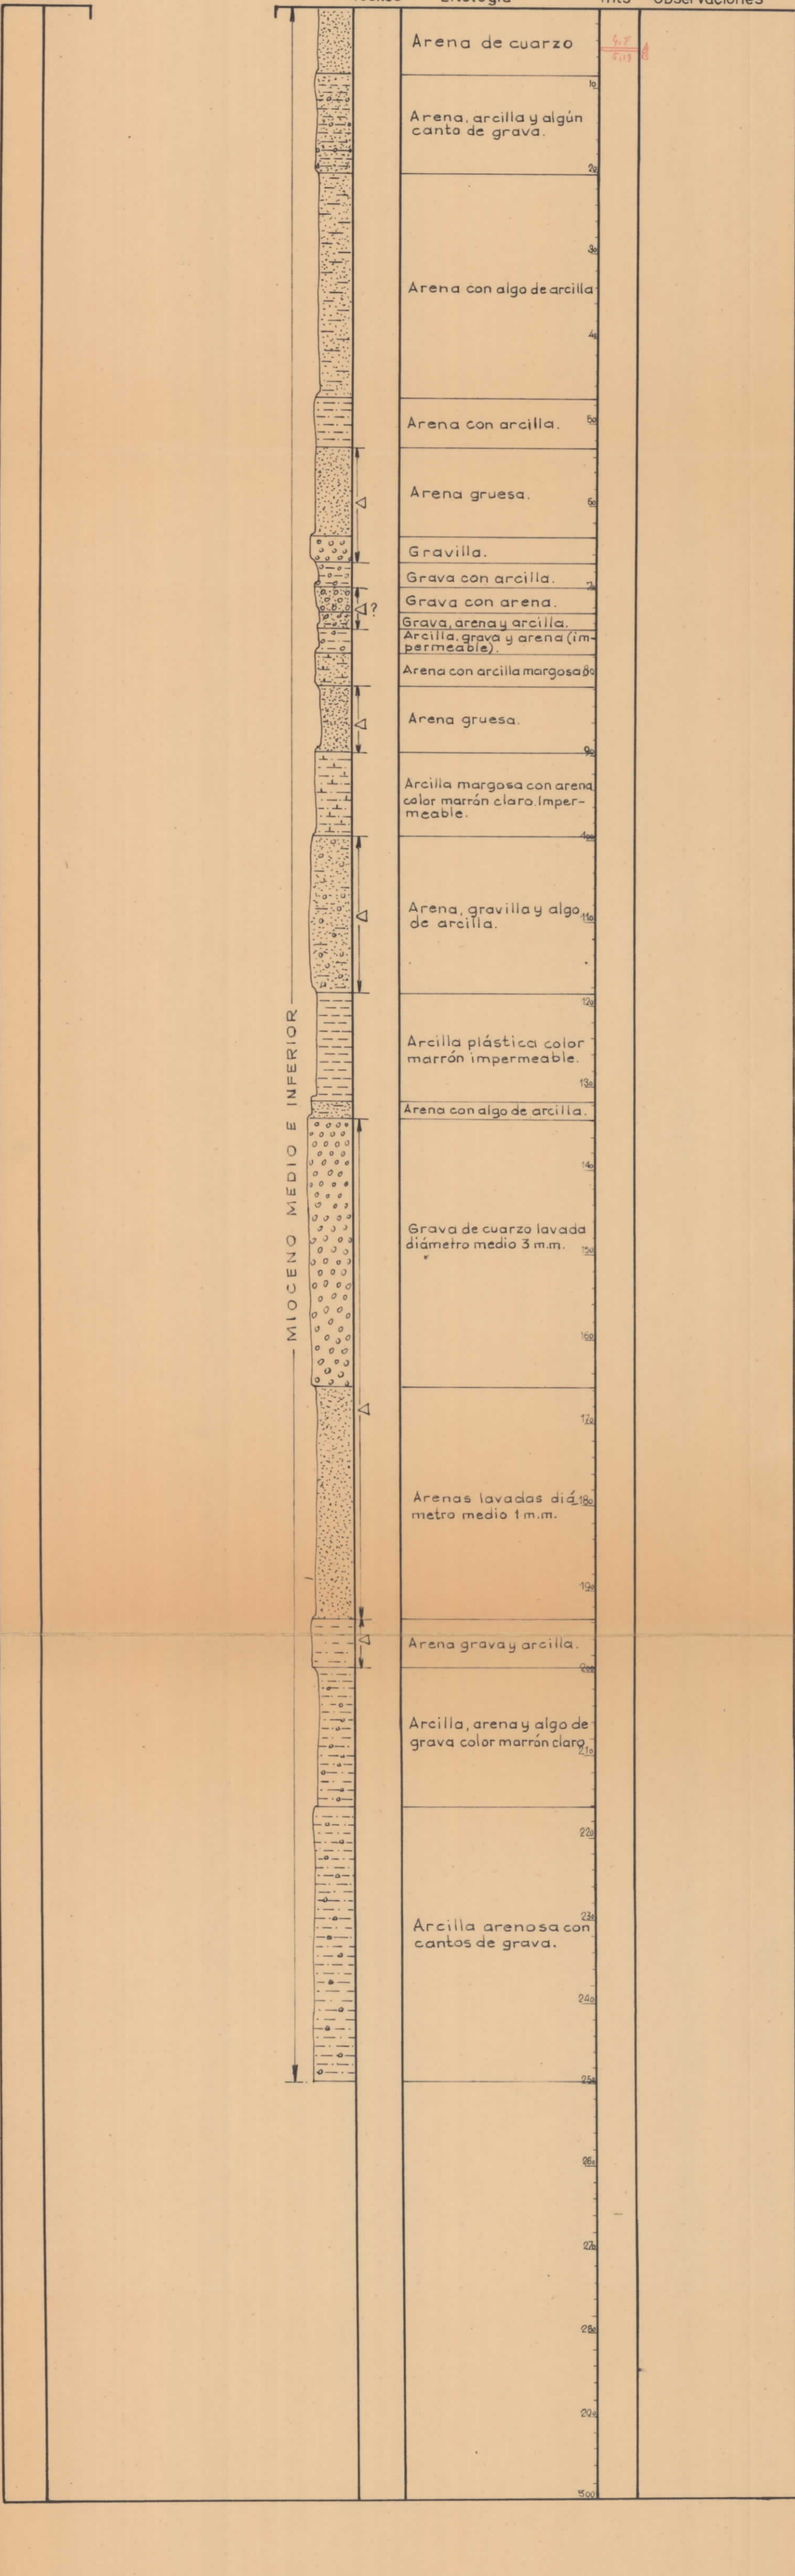 Litología
Observaciones
Arena de cuarzo
10
Arena, arcilla y algún
canto de grava.
20
30
Arena con algo de arcilla
40
Arena con arcilla.
50
Arena gruesa.
60
Gravilla.
Grava con arcilla.
70
Grava con arena.
?
Grava, arena y arcilla.
Arcilla, grava y arena (im-
permeable).
Arena con arcilla margosa
80
Arena gruesa.
90
Arcilla margosa con arena
color marrón claro. Imper-
meable.
100
Arena, gravilla y algo
de arcilla.
110
120
MIOCENO MEDIO E INFERIOR
Arcilla plástica color
marrón impermeable.
130
Arena con algo de arcilla.
140
Grava de cuarzo lavada
diámetro medio 3 m.m.
150
160
170
Arenas lavadas diá
180
metro medio 1 m.m.
190
Arena grava y arcilla.
200
Arcilla, arena y algo de
grava color marrón claro
210
220
230
Arcilla arenosa con
cantos de grava.
240
250
260
270
280
290
300